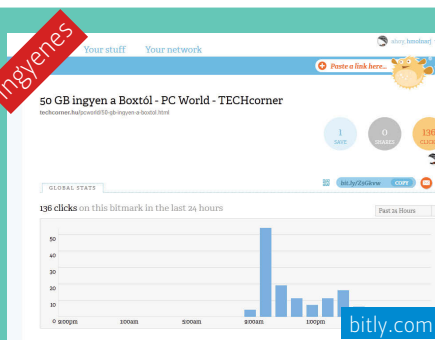 ingyenes
Your stuff Your network
Paste a link here...
50 GB ingyen a Boxtól - PC World - TECHcorner
techcorner.hu/pcworld/50-gb-ingyen-a-boxtol.html
1 SAVE
0 SHARES
136 CLICKS
COPY
GLOBAL STATS
136 clicks on this bitmark in the last 24 hours
Past 24 Hours
50
40
30
20
10
0
9:00pm 1:00am 5:00am 9:00am 1:00pm
bitly.com